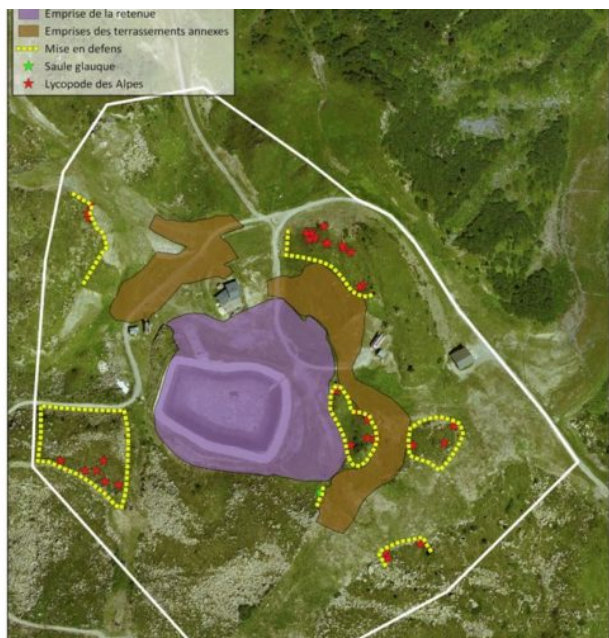 Emprise de la retenue
Emprises des terrassements annexes
Mise en defens
Saule glauque
Lycopode des Alpes